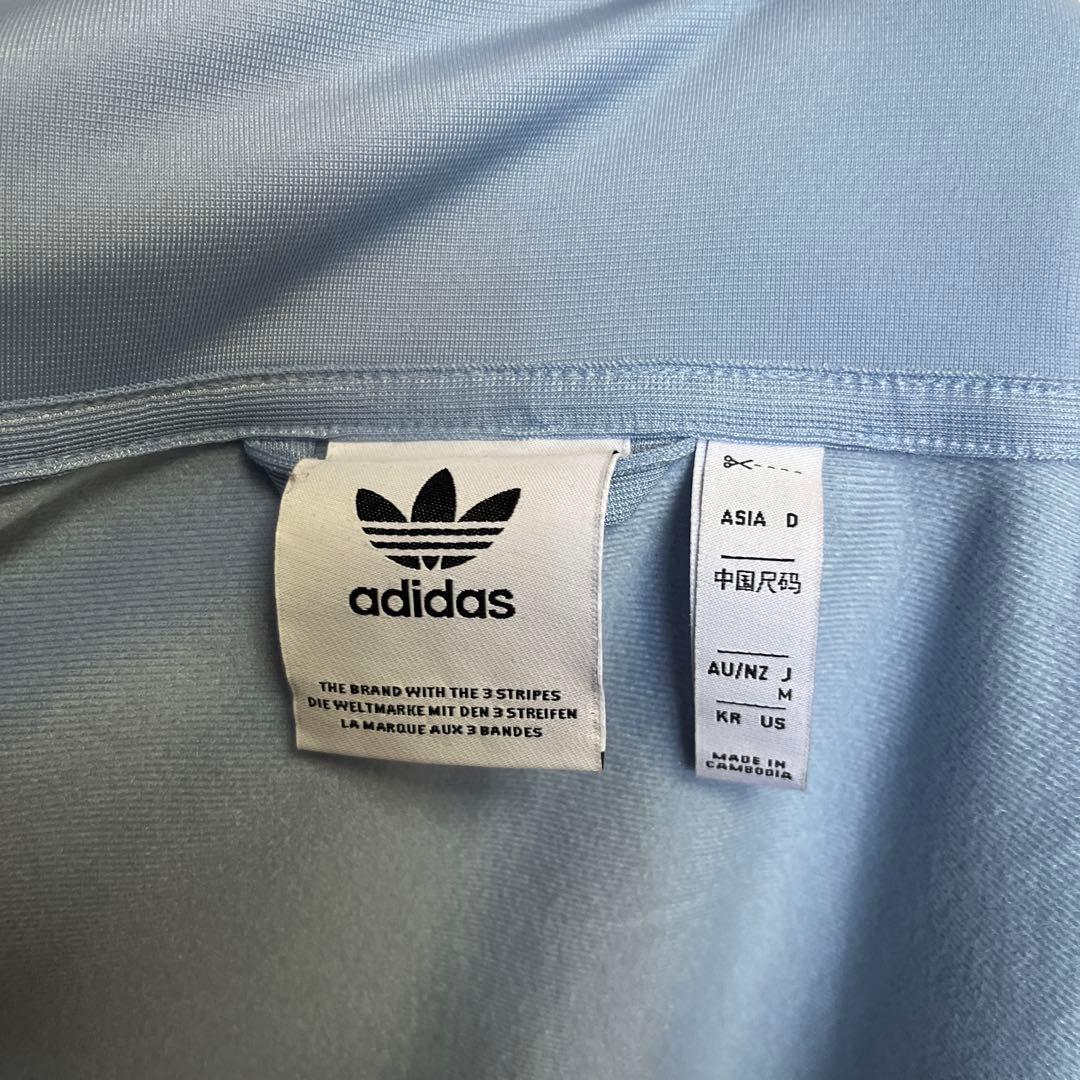 adidas
THE BRAND WITH THE 3 STRIPES
DIE WELTMARKE MIT DEN 3 STREIFEN
LA MARQUE AUX 3 BANDES
ASIA D
中国尺码
AU/NZ J
M
KR US
MADE IN
CAMBODIA